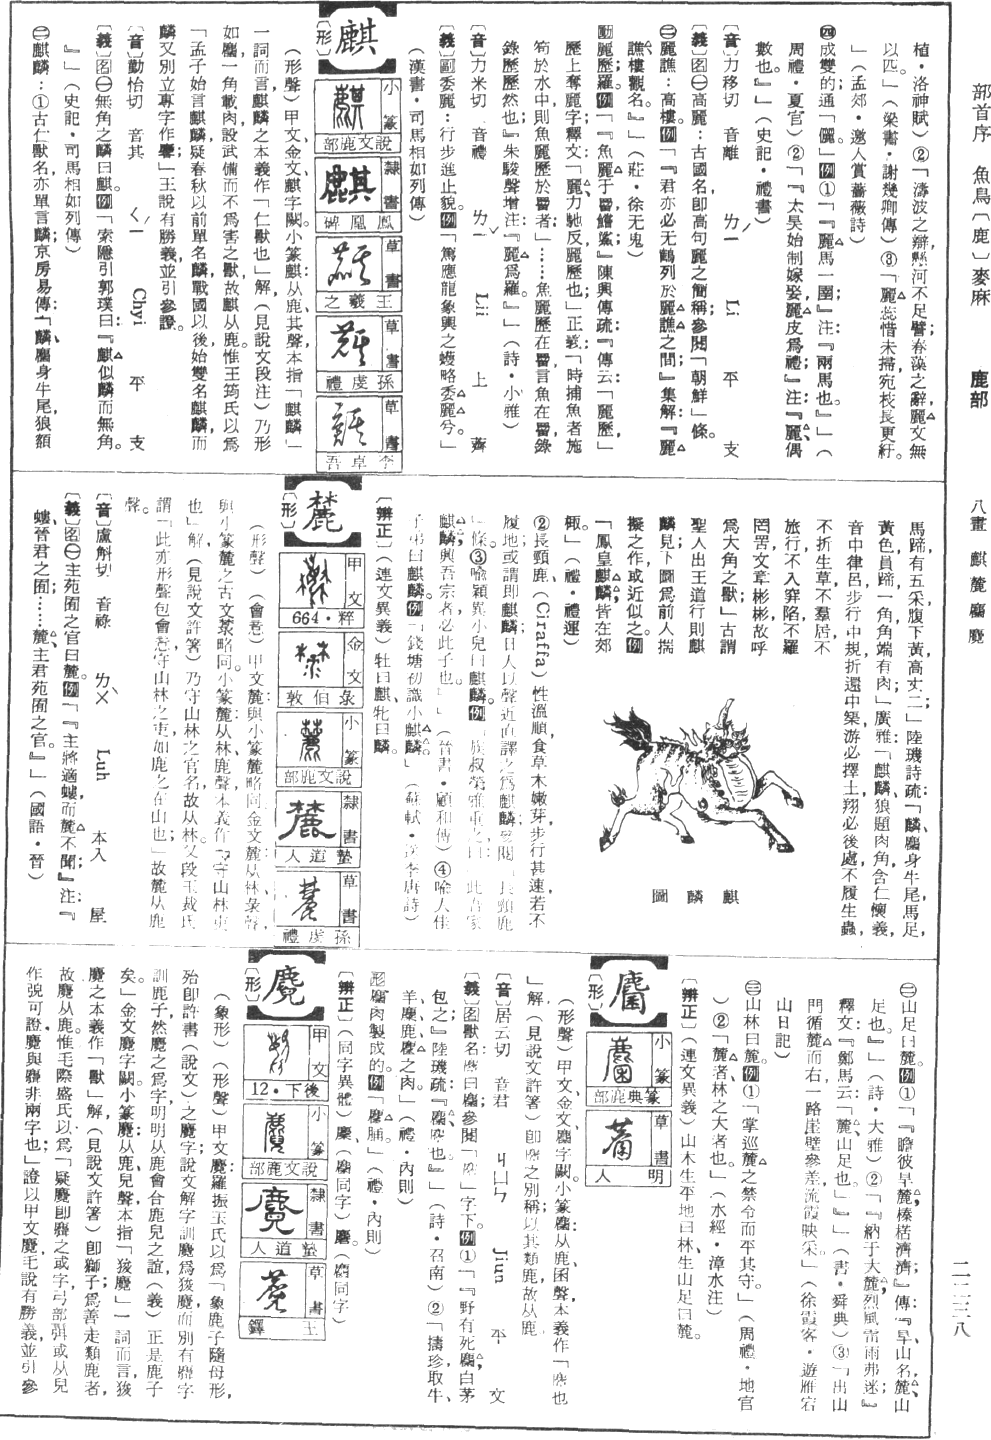 部首序　魚鳥〔鹿〕麥麻　　鹿部　　八畫　麒麓麕麑　　二二三八
植・洛神賦）②「濤波之辯，懸河不足譬；春藻之辭，麗文無
以匹。」（梁書・謝幾卿傳）③「麗蕊惜未掃，宛枝長更紆。
」（孟郊・邀人賞薔薇詩）
㈣成雙的，通「儷」。例①「『麗馬一圉』注：『兩馬也。』」（
周禮・夏官）②「『太昊始制嫁娶，麗皮爲禮』注：『麗，偶
數也。』」（史記・禮書）
〔音〕力移切　音離　ㄌㄧˊ　Li　平　支
〔義〕名㈠高麗：古國名，卽高句麗之簡稱；參閱「朝鮮」條。
㈡麗譙：高樓。例「『君亦必无鶴列於麗譙之間』集解：『麗
譙，樓觀名。』」（莊・徐无鬼）
動麗歷，羅。例「『魚麗于罶，鱨鯊』陳奐傳疏：『傳云「麗，歷」，
歷上奪麗字，釋文「麗，力馳反，麗歷也」；正義「時捕魚者施
笱於水中，則魚麗歷於罶者」……魚麗歷在罶，言魚在罶，錄
錄歷歷然也』朱駿聲增注：『麗爲羅。』」（詩・小雅）
〔音〕力米切　音禮　ㄌㄧˇ　Lii　上　薺
〔義〕副委麗：行步進止貌。例「駕應龍象輿之蠖略委麗兮。」
（漢書・司馬相如列傳）
麒
〔形〕
小篆　說文鹿部
隸書　鳳凰碑
草書　王羲之
草書　孫虔禮
草書　李卓吾
（形聲）甲文、金文麒字闕。小篆麒：从鹿，其聲，本指「麒麟」
一詞而言，麒麟之本義作「仁獸也」解（見說文段注）乃形
如麕，一角，戴肉，設武備而不爲害之獸，故麒从鹿。惟王筠氏以爲
「孟子始言麒麟，疑春秋以前單名麟，戰國以後始雙名麒麟，而
麟又別立專字作麐」王說有勝義，並引參證。
〔音〕勤怡切　音其　ㄑㄧˊ　Chyi　平　支
〔義〕名㈠無角之麟曰麒。例「索隱引郭璞曰：『麒似麟而無角。
』」（史記・司馬相如列傳）
㈡麒麟：①古仁獸名，亦單言麟；京房易傳：「麟，麕身，牛尾，狼額，
馬蹄，有五采，腹下黃，高丈二」；陸璣詩疏：「麟，麕身，牛尾，馬足，
黃色，員蹄，一角，角端有肉」；廣雅：「麒麟，狼題，肉角，含仁懷義，
音中律呂，步行中規，折還中榘，游必擇土，翔必後處，不履生蟲，
不折生草，不羣居，不
旅行，不入穽陷，不羅
罔罟，文章彬彬，故呼
爲大角之獸」；古謂
聖人出，王道行，則麒
麟見，下圖爲前人揣
擬之作或近似之。例
「鳳皇麒麟，皆在郊
棷。」（禮・禮運）
麒麟圖
②長頸鹿，（Ciraffa）性溫順，食草木嫩芽，步行甚速，若不
履地，或謂卽麒麟，日人以聲近，直譯之爲麒麟；參閱「長頸鹿
」條。③喩穎異小兒曰麒麟。例「族叔榮雅重之曰：『此吾家
麒麟，興吾宗者，必此子也。』」（晉書・顧和傳）④喩人佳
子弟曰麒麟。例「錢塘初識小麒麟。」（蘇軾・送李唐詩）
〔辨正〕（連文異義）牡曰麒，牝曰麟。
麓
〔形〕
甲文　粹・664
金文　彔伯敦
小篆　說文鹿部
隸書　蟄道人
草書　孫虔禮
（形聲）（會意）甲文麓：與小篆麓略同。金文麓：从林，彔聲，
與小篆麓之古文麓略同。小篆麓：从林，鹿聲，本義作「守山林吏
也」解（見說文許箸）乃守山林之官名，故从林。又段玉裁氏
謂「此亦形聲包會意，守山林之吏，如鹿之在山也」故麓从鹿
聲。
〔音〕盧斛切　音祿　ㄌㄨˋ　Luh　本入　屋
〔義〕名㈠主苑囿之官曰麓。例「『主將適螻，而麓不聞』注：『
螻，晉君之囿；……麓，主君苑囿之官。』」（國語・晉）
㈡山足曰麓。例①「『瞻彼旱麓，榛楛濟濟』傳：『旱，山名；麓，山
足也。』」（詩・大雅）②「『納于大麓，烈風雷雨弗迷』
釋文：『鄭馬云「麓，山足也」。』」（書・舜典）③「出山
門，循麓而右，一路崖壁參差，流霞映采。」（徐霞客・遊雁宕
山日記）
㈢山林曰麓。例①「掌巡麓之禁令而平其守。」（周禮・地官
）②「麓者，林之大者也。」（水經・漳水注）
〔辨正〕（連文異義）山木生平地曰林，生山足曰麓。
麕
〔形〕
小篆　篆典鹿部
草書　明人
（形聲）甲文、金文麕字闕。小篆麕：从鹿，囷聲，本義作「麇也
」解（見說文許箸）卽麇之別稱；以其類鹿，故从鹿。
〔音〕居云切　音君　ㄐㄩㄣ　Jiun　平　文
〔義〕名獸名：麇曰麕，參閱「麇」字下。例①「『野有死麕，白茅
包之』陸璣疏：『麕，麇也。』」（詩・召南）②「擣珍，取牛、
羊、麋、鹿、麕之肉。」（禮・內則）
形麕肉製成的。例「麕脯。」（禮・內則）
〔辨正〕（同字異體）麇，（麕同字）麏。（麕同字）
麑
〔形〕
甲文　後下・12
小篆　說文鹿部
隸書　蟄道人
草書　王鐸
（象形）（形聲）甲文麑：羅振玉氏以爲「象鹿子隨母形，
殆卽許書（說文）之麑字，說文解字訓麑爲狻麑，而別有麛字
訓鹿子，然麑之爲字，明明从鹿會合鹿兒之誼（義）正是鹿子
矣」金文麑字闕。小篆麑：从鹿，兒聲，本指「狻麑」一詞而言，狻
麑之本義作「獸」解（見說文許箸）卽獅子；爲善走類鹿者，
故麑从鹿。惟毛際盛氏以爲「疑麑卽麛之或字，弓部弭或从兒
作䝚，可證麑與麛非兩字也」證以甲文麑，毛說有勝義，並引參